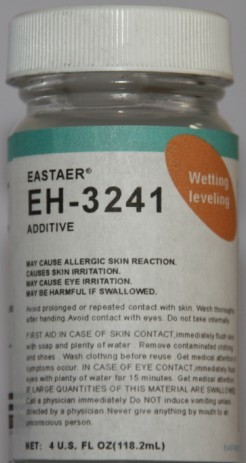 Wetting
leveling
EASTAER®
EH-3241
ADDITIVE
MAY CAUSE ALLERGIC SKIN REACTION.
CAUSES SKIN IRRITATION.
MAY CAUSE EYE IRRITATION.
MAY BE HARMFUL IF SWALLOWED.
Avoid prolonged or repeated contact with skin. Wash thoroughly
after handing. Avoid contact with eyes. Do not take internally
FIRST AID:IN CASE OF SKIN CONTACT,immediately flush skin
with soap and plenty of water . Remove contaminated clothing
and shoes . Wash clothing before reuse. Get medical attention if
symptoms occur. IN CASE OF EYE CONTACT,immediately flush
eyes with plenty of water for 15 minutes. Get medical attention
IF LARGE QUANTITIES OF THIS MATERIAL ARE SWALLOWED
Call a physician immediately. Do NOT induce vomiting unless
directed by a physician. Never give anything by mouth to an
unconscious person.
NET: 4 U.S. FL OZ(118.2mL)